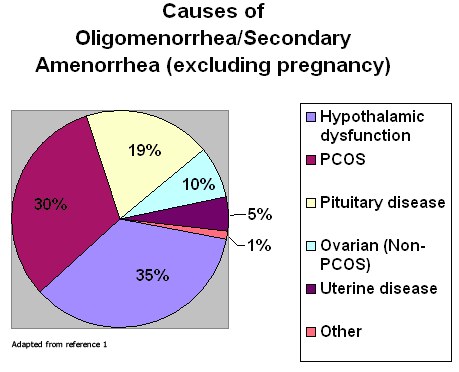 Causes of
Oligomenorrhea/Secondary
Amenorrhea (excluding pregnancy)
19%
10%
30%
5%
1%
35%
Hypothalamic
dysfunction
PCOS
Pituitary disease
Ovarian (Non-
PCOS)
Uterine disease
Other
Adapted from reference 1